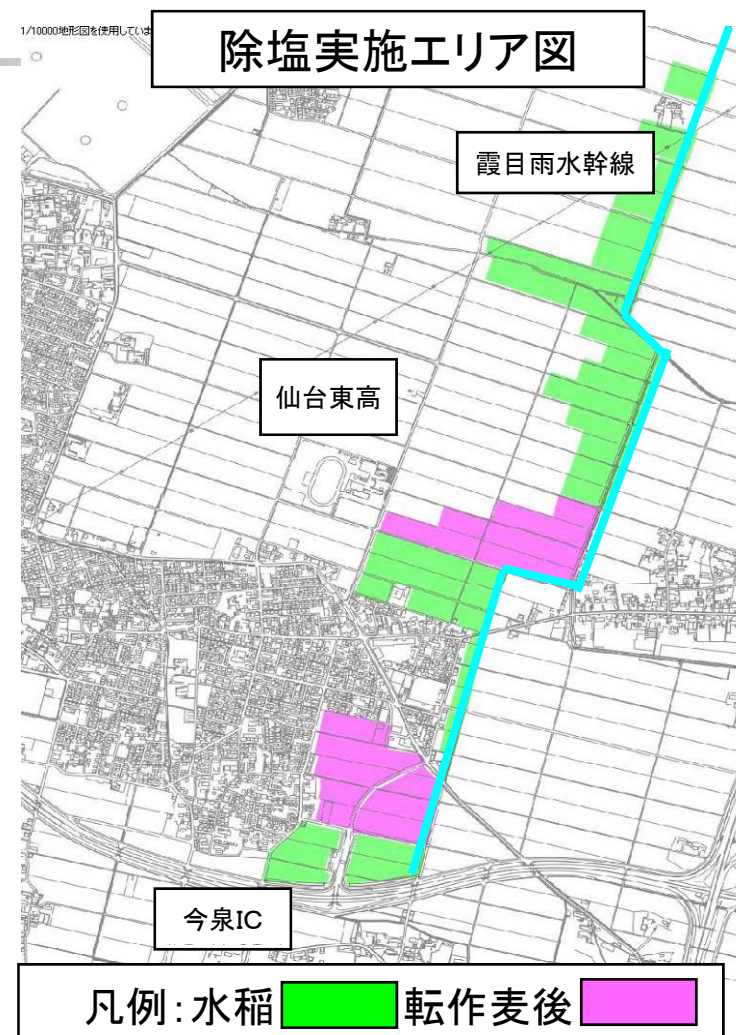 1/10000地形図を使用していま
除塩実施エリア図
霞目雨水幹線
仙台東高
今泉IC
凡例:水稲 転作麦後